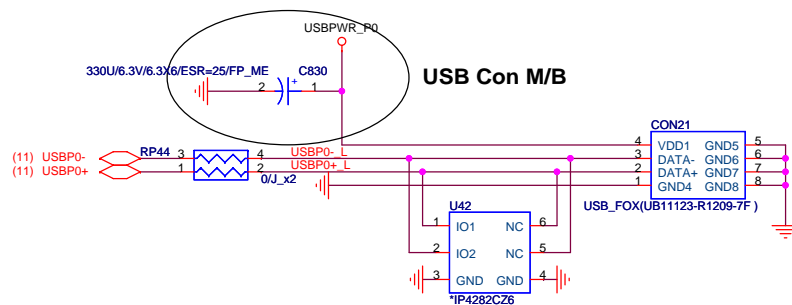 USBPWR_P0
330U/6.3V/6.3X6/ESR=25/FP_ME
C830
2
+
1
USB Con M/B
CON21
4 VDD1 GND5 5
3 DATA- GND6 6
2 DATA+ GND7 7
1 GND4 GND8 8
USB_FOX(UB11123-R1209-7F )
(11) USBP0-
(11) USBP0+
RP44
3 4
1 2
0/J_x2
USBP0-_L
USBP0+_L
U42
1 IO1 NC 6
2 IO2 NC 5
3 GND GND 4
*IP4282CZ6